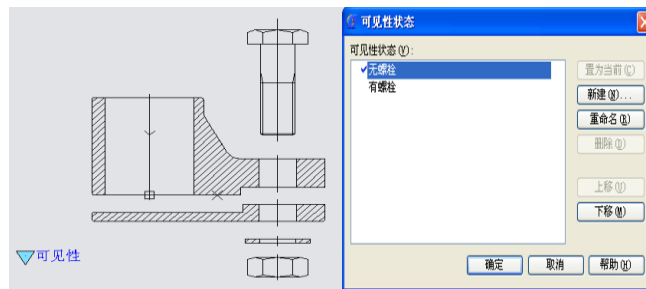 可见性状态
可见性状态(V):
无螺栓
有螺栓
置为当前(C)
新建(N)...
重命名(R)
删除(D)
上移(U)
下移(M)
确定
取消
帮助(H)
可见性